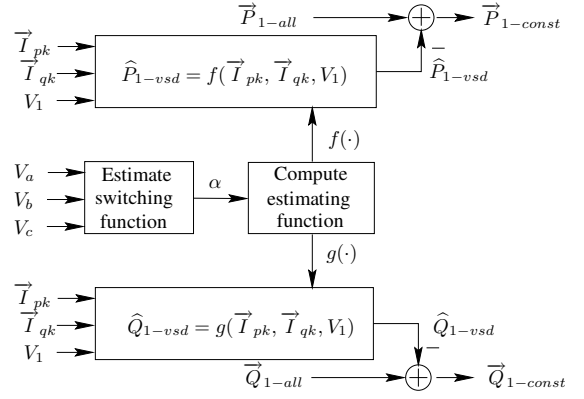 P⃗₁₋ₐₗₗ
+
P⃗₁₋const
−
P̂₁₋vsd
I⃗pk
I⃗qk
V₁
P̂₁₋vsd = f(I⃗pk, I⃗qk, V₁)
f(·)
Va
Vb
Vc
Estimate
switching
function
α
Compute
estimating
function
g(·)
I⃗pk
I⃗qk
V₁
Q̂₁₋vsd = g(I⃗pk, I⃗qk, V₁)
Q̂₁₋vsd
−
Q⃗₁₋ₐₗₗ
+
Q⃗₁₋const